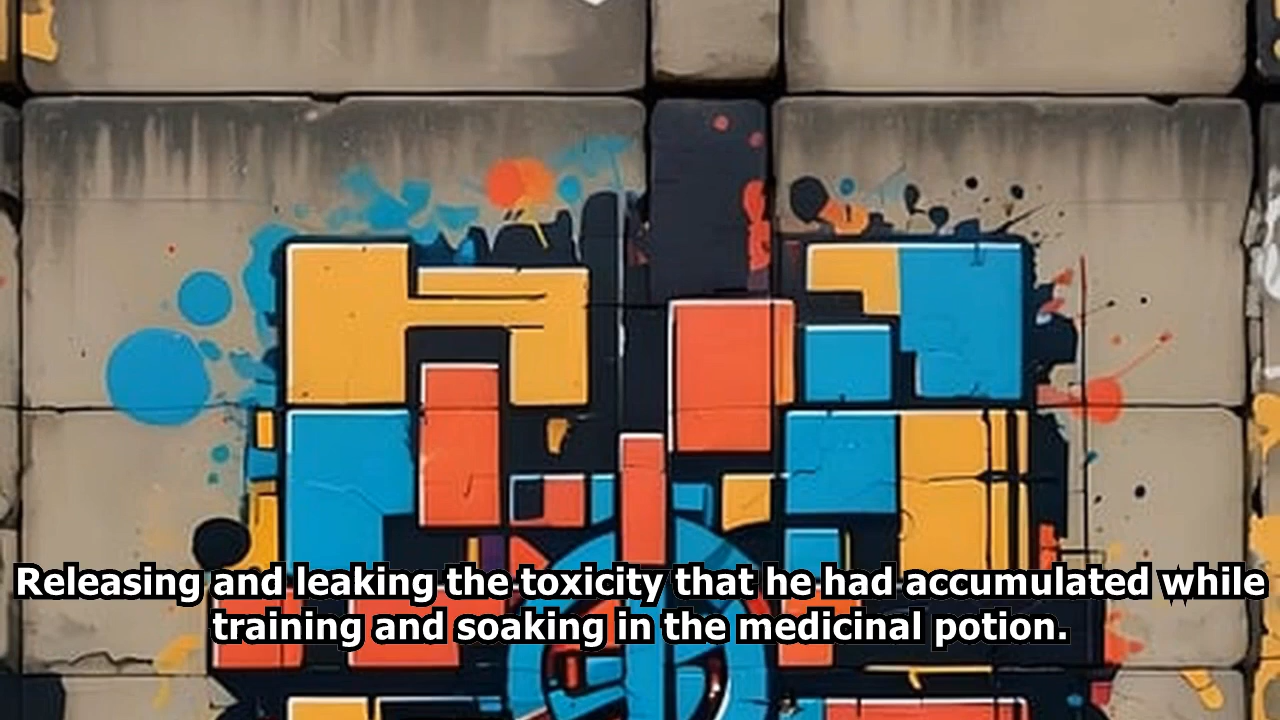 Releasing and leaking the toxicity that he had accumulated while
training and soaking in the medicinal potion.